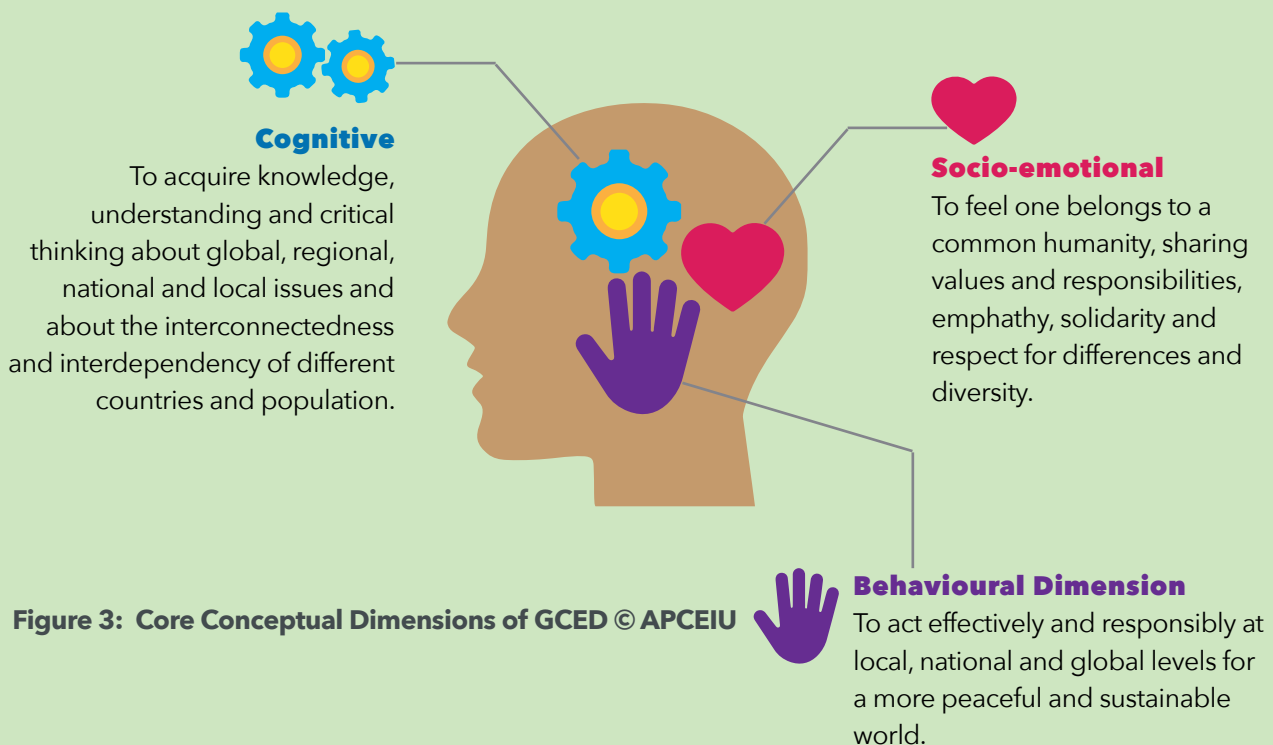 Cognitive
To acquire knowledge,
understanding and critical
thinking about global, regional,
national and local issues and
about the interconnectedness
and interdependency of different
countries and population.
Socio-emotional
To feel one belongs to a
common humanity, sharing
values and responsibilities,
emphathy, solidarity and
respect for differences and
diversity.
Behavioural Dimension
To act effectively and responsibly at
local, national and global levels for
a more peaceful and sustainable
world.
Figure 3: Core Conceptual Dimensions of GCED © APCEIU